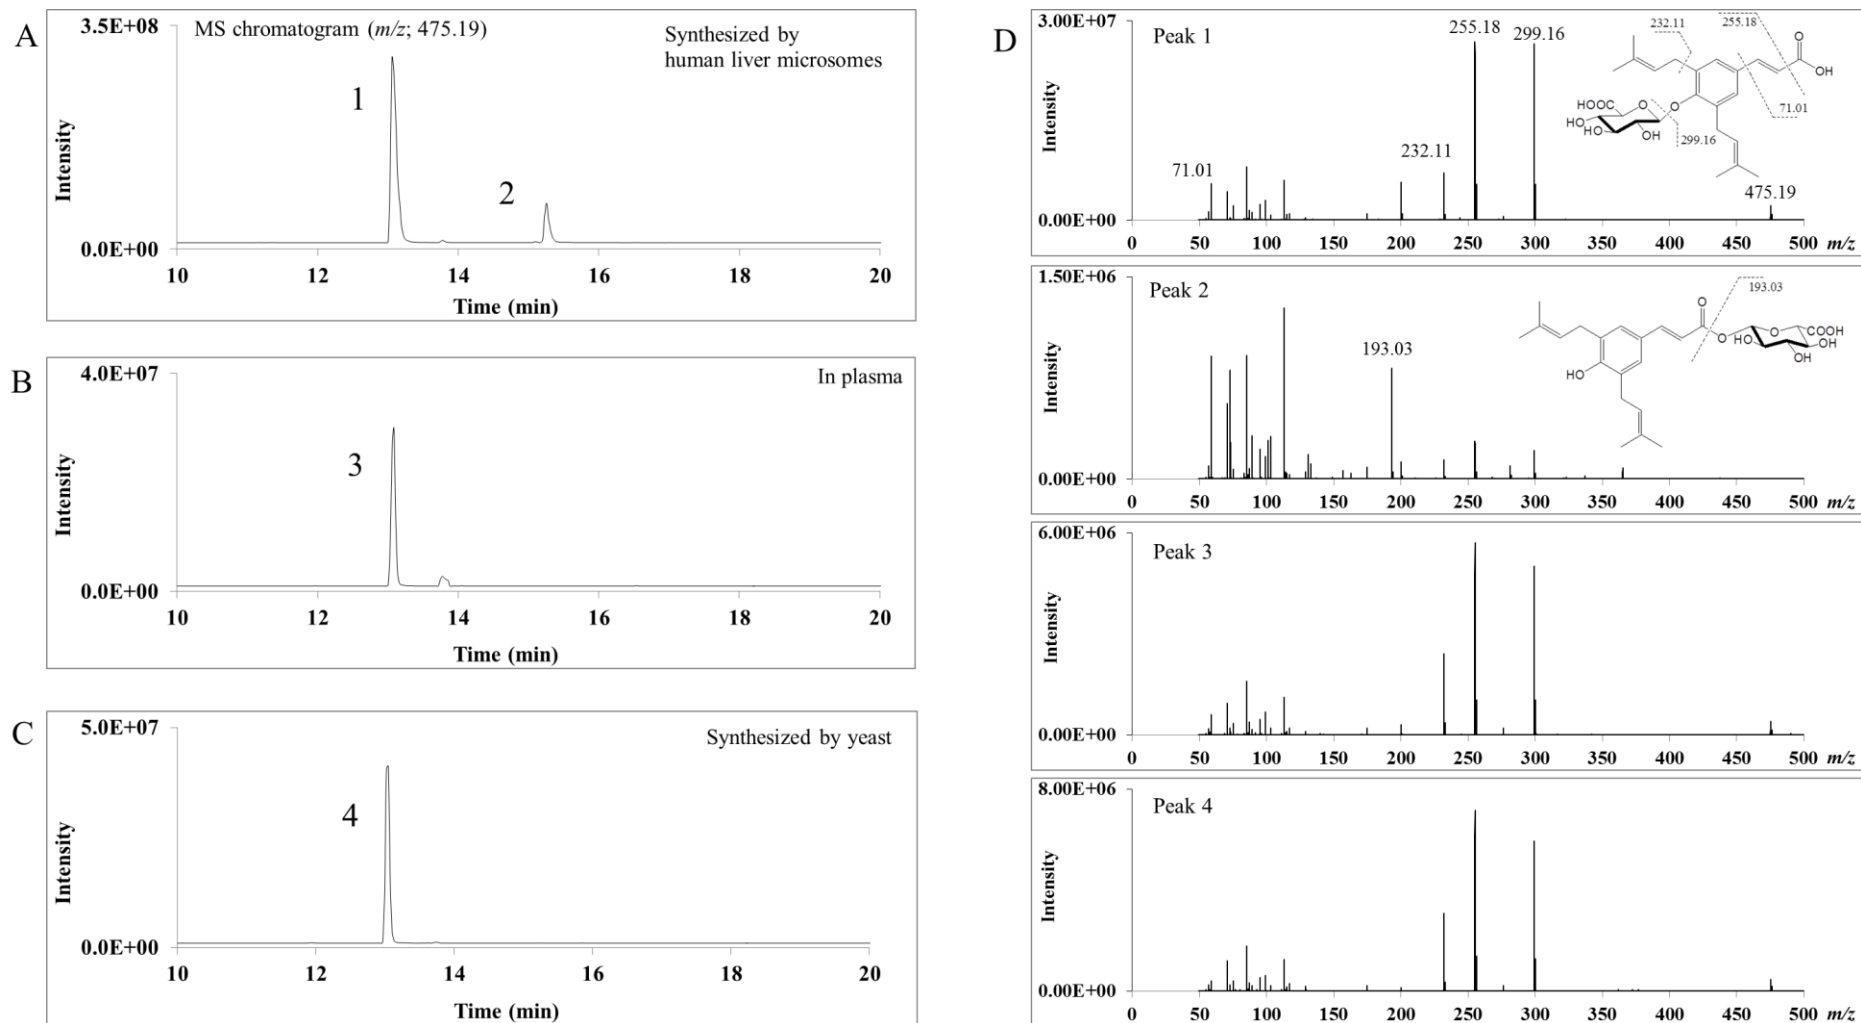 A
3.5E+08
MS chromatogram (m/z; 475.19)
Synthesized by
human liver microsomes
1
2
Intensity
0.0E+00
10 12 14 16 18 20
Time (min)
B
4.0E+07
In plasma
3
Intensity
0.0E+00
10 12 14 16 18 20
Time (min)
C
5.0E+07
Synthesized by yeast
4
Intensity
0.0E+00
10 12 14 16 18 20
Time (min)
D
3.00E+07
Peak 1
255.18
299.16
232.11
255.18
O
OH
71.01
HOOC
O
HO
HO
OH
O
299.16
Intensity
232.11
71.01
475.19
0.00E+00
0 50 100 150 200 250 300 350 400 450 500 m/z
1.50E+06
Peak 2
193.03
193.03
O
O
O
COOH
HO
OH
OH
HO
Intensity
0.00E+00
0 50 100 150 200 250 300 350 400 450 500 m/z
6.00E+06
Peak 3
Intensity
0.00E+00
0 50 100 150 200 250 300 350 400 450 500 m/z
8.00E+06
Peak 4
Intensity
0.00E+00
0 50 100 150 200 250 300 350 400 450 500 m/z